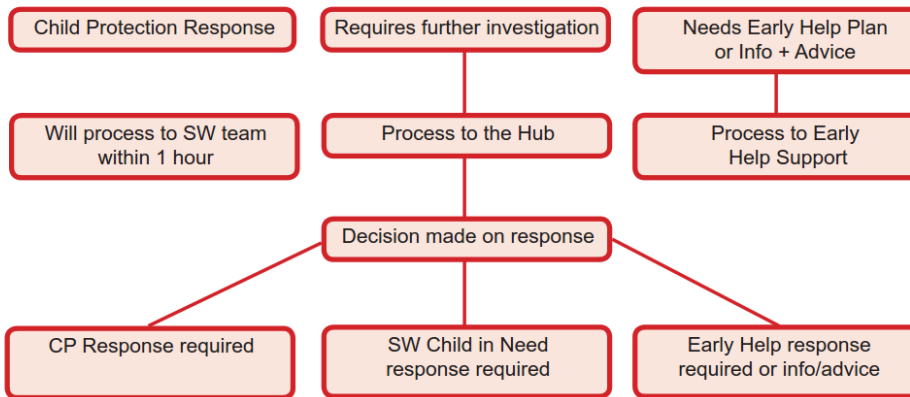 Child Protection Response
Requires further investigation
Needs Early Help Plan
or Info + Advice
Will process to SW team
within 1 hour
Process to the Hub
Process to Early
Help Support
Decision made on response
CP Response required
SW Child in Need
response required
Early Help response
required or info/advice